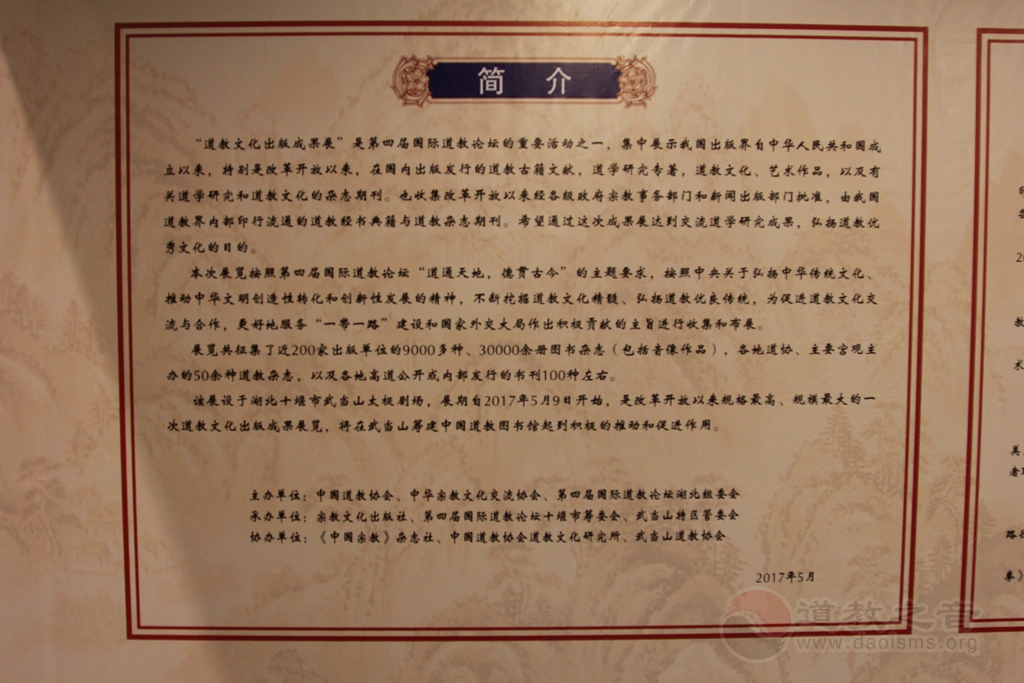 简 介
“道教文化出版成果展”是第四届国际道教论坛的重要活动之一，集中展示我国出版界自中华人民共和国成
立以来，特别是改革开放以来，在国内出版发行的道教古籍文献，道学研究专著，道教文化、艺术作品，以及有
关道学研究和道教文化的杂志期刊。也收集改革开放以来经各级政府宗教事务部门和新闻出版部门批准，由我国
道教界内部印行流通的道教经书典籍与道教杂志期刊。希望通过这次成果展达到交流道学研究成果，弘扬道教优
秀文化的目的。
本次展览按照第四届国际道教论坛“道通天地，德贯古今”的主题要求，按照中央关于弘扬中华传统文化、
推动中华文明创造性转化和创新性发展的精神，不断挖掘道教文化精髓、弘扬道教优良传统，为促进道教文化交
流与合作，更好地服务“一带一路”建设和国家外交大局作出积极贡献的主旨进行收集和布展。
展览共征集了近200家出版单位的9000多种、30000余册图书杂志（包括音像作品），各地道协、主要宫观主
办的50余种道教杂志，以及各地高道公开或内部发行的书刊100种左右。
该展设于湖北十堰市武当山太极剧场，展期自2017年5月9日开始，是改革开放以来规格最高、规模最大的一
次道教文化出版成果展览，将在武当山筹建中国道教图书馆起到积极的推动和促进作用。
主办单位：中国道教协会、中华宗教文化交流协会、第四届国际道教论坛湖北组委会
承办单位：宗教文化出版社、第四届国际道教论坛十堰市筹委会、武当山特区管委会
协办单位：《中国宗教》杂志社、中国道教协会道教文化研究所、武当山道教协会
2017年5月
道教之音
www.daoisms.org
20
教
术
美
者
路
拳》